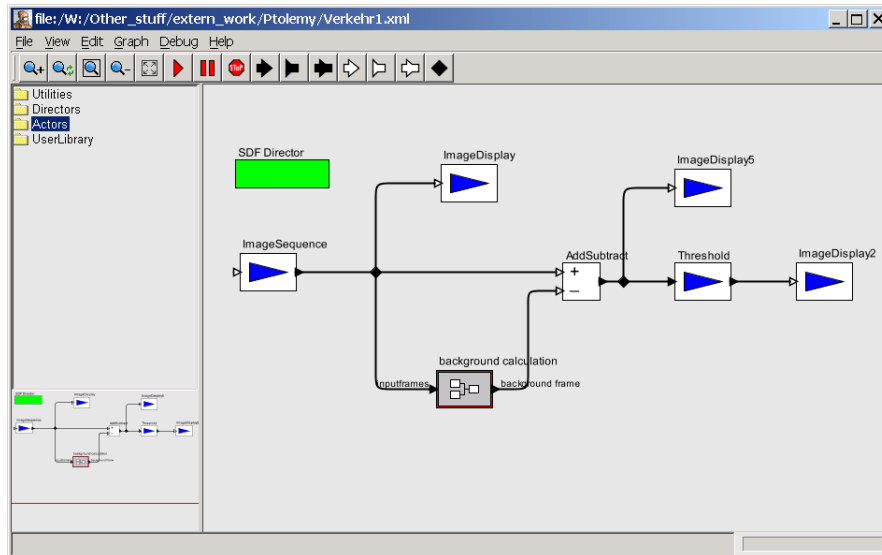 file:/W:/Other_stuff/extern_work/Ptolemy/Verkehr1.xml
File View Edit Graph Debug Help
STOP
Utilities
Directors
Actors
UserLibrary
SDF Director
ImageDisplay
ImageDisplay5
ImageSequence
AddSubtract
Threshold
ImageDisplay2
+
–
background calculation
inputframes
background frame